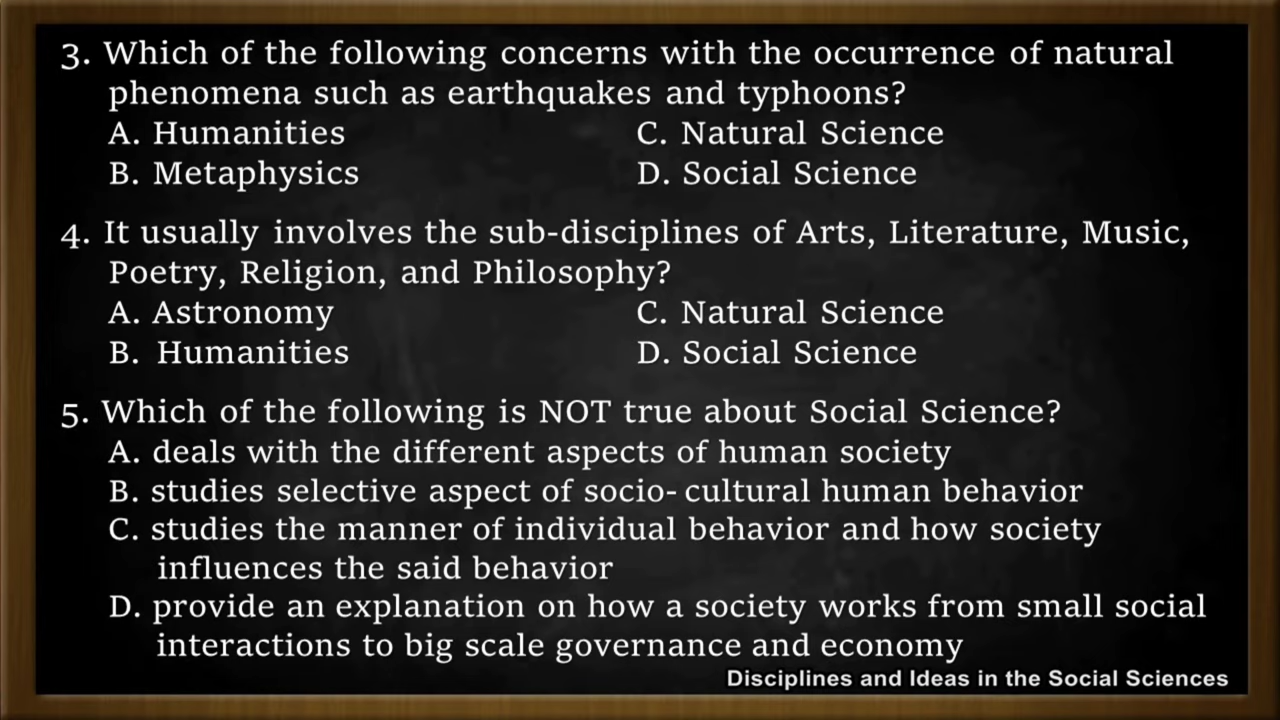 3. Which of the following concerns with the occurrence of natural
phenomena such as earthquakes and typhoons?
A. Humanities C. Natural Science
B. Metaphysics D. Social Science
4. It usually involves the sub-disciplines of Arts, Literature, Music,
Poetry, Religion, and Philosophy?
A. Astronomy C. Natural Science
B. Humanities D. Social Science
5. Which of the following is NOT true about Social Science?
A. deals with the different aspects of human society
B. studies selective aspect of socio- cultural human behavior
C. studies the manner of individual behavior and how society
influences the said behavior
D. provide an explanation on how a society works from small social
interactions to big scale governance and economy
Disciplines and Ideas in the Social Sciences